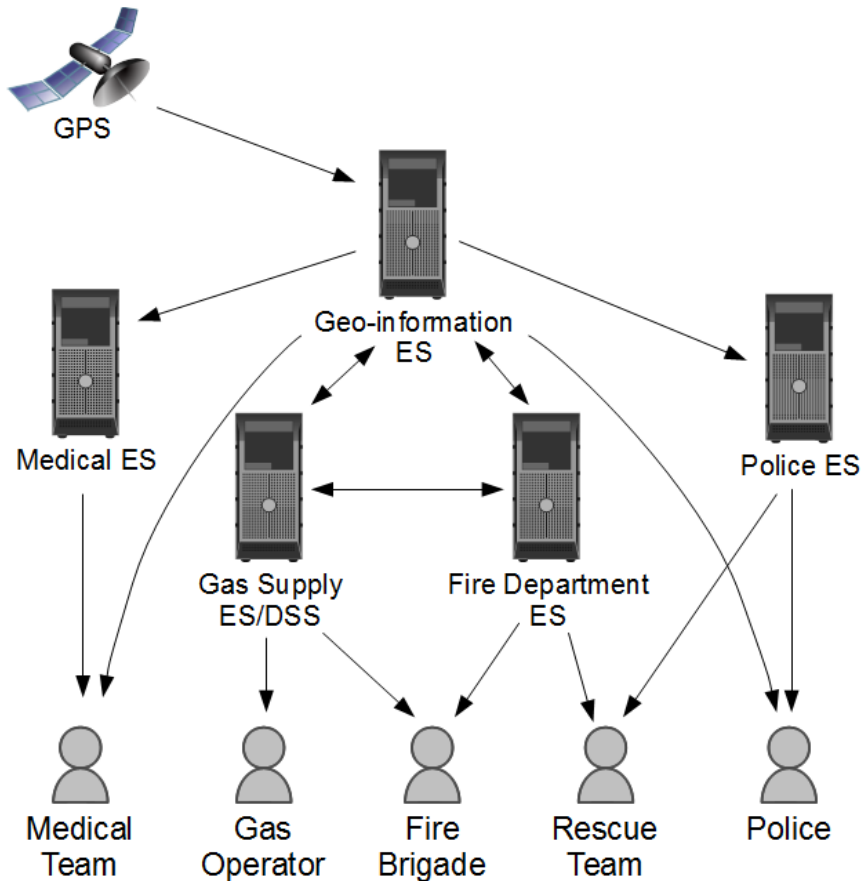 GPS
Geo-information
ES
Medical ES
Police ES
Gas Supply
ES/DSS
Fire Department
ES
Medical
Team
Gas
Operator
Fire
Brigade
Rescue
Team
Police